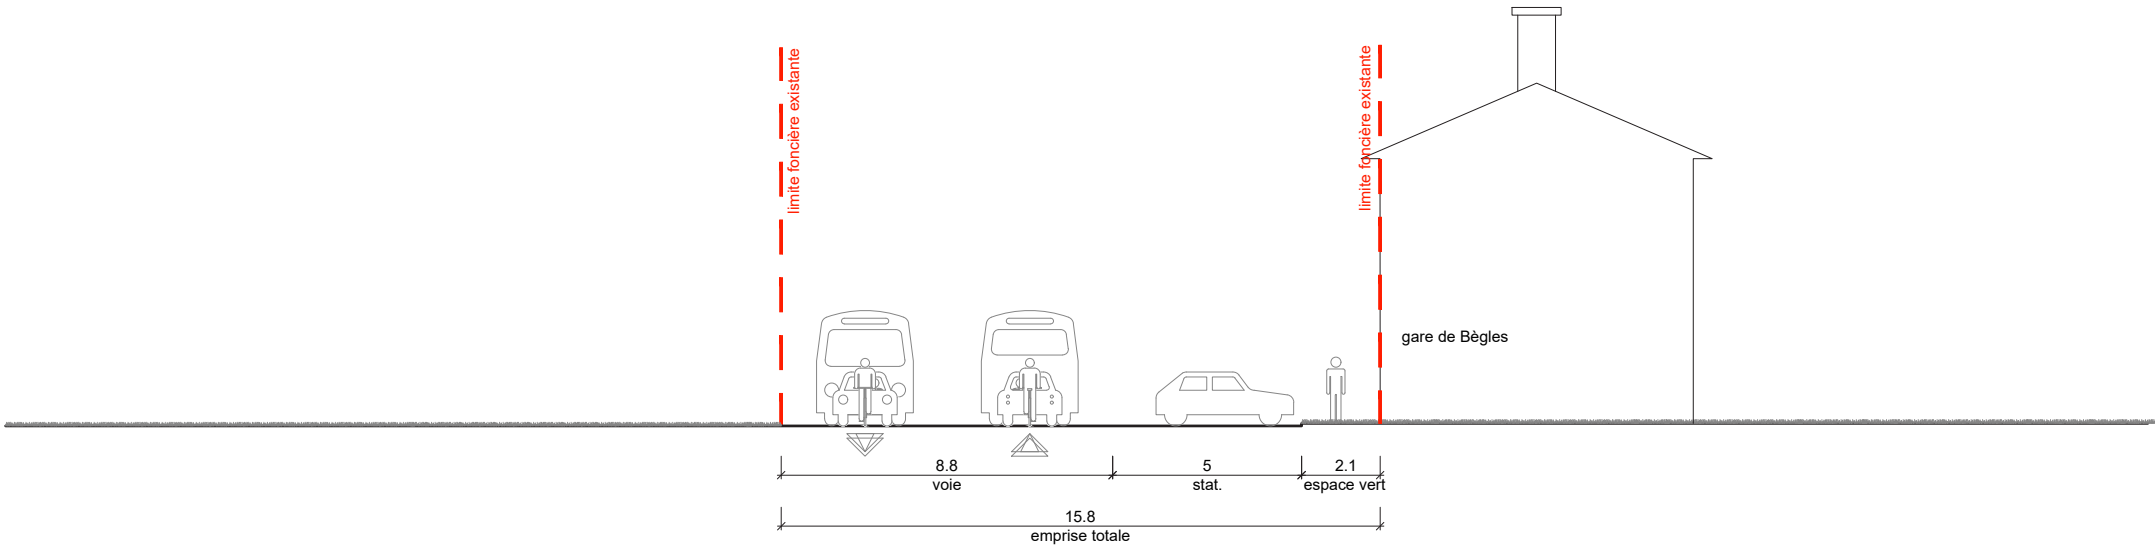 limite foncière existante
limite foncière existante
gare de Bègles
8.8
voie
5
stat.
2.1
espace vert
15.8
emprise totale